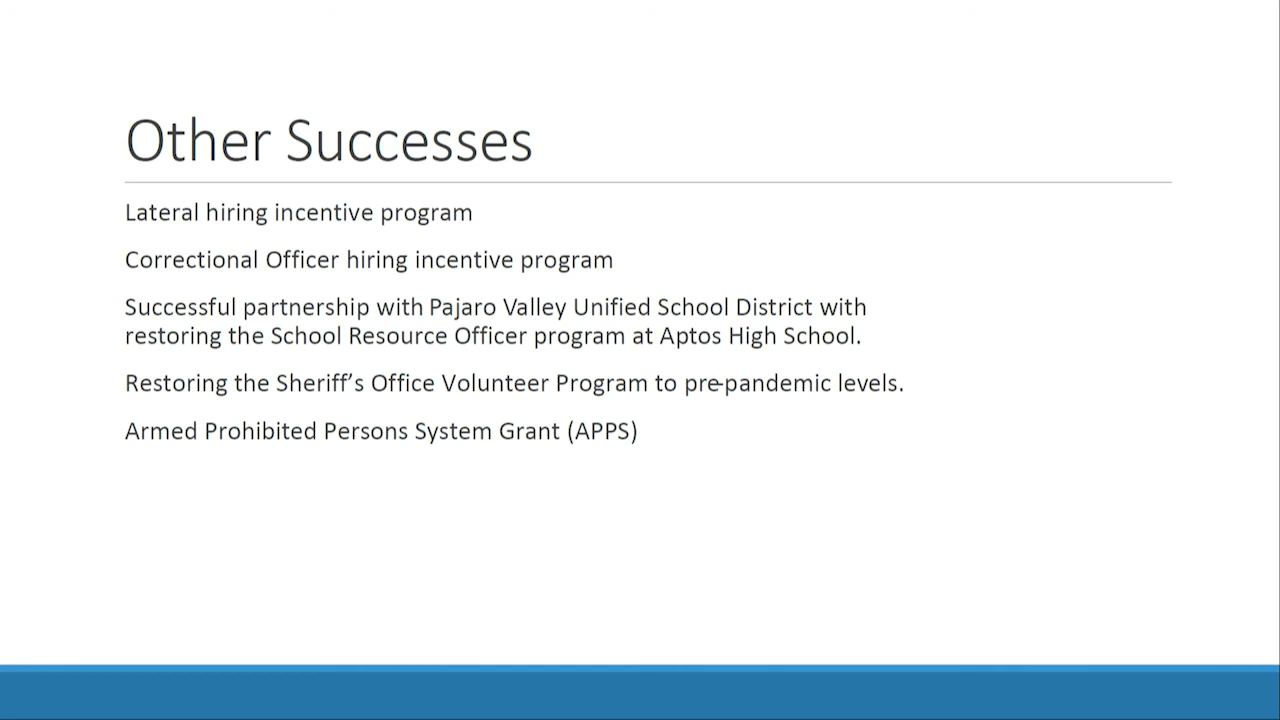 Other Successes
Lateral hiring incentive program
Correctional Officer hiring incentive program
Successful partnership with Pajaro Valley Unified School District with
restoring the School Resource Officer program at Aptos High School.
Restoring the Sheriff’s Office Volunteer Program to pre-pandemic levels.
Armed Prohibited Persons System Grant (APPS)